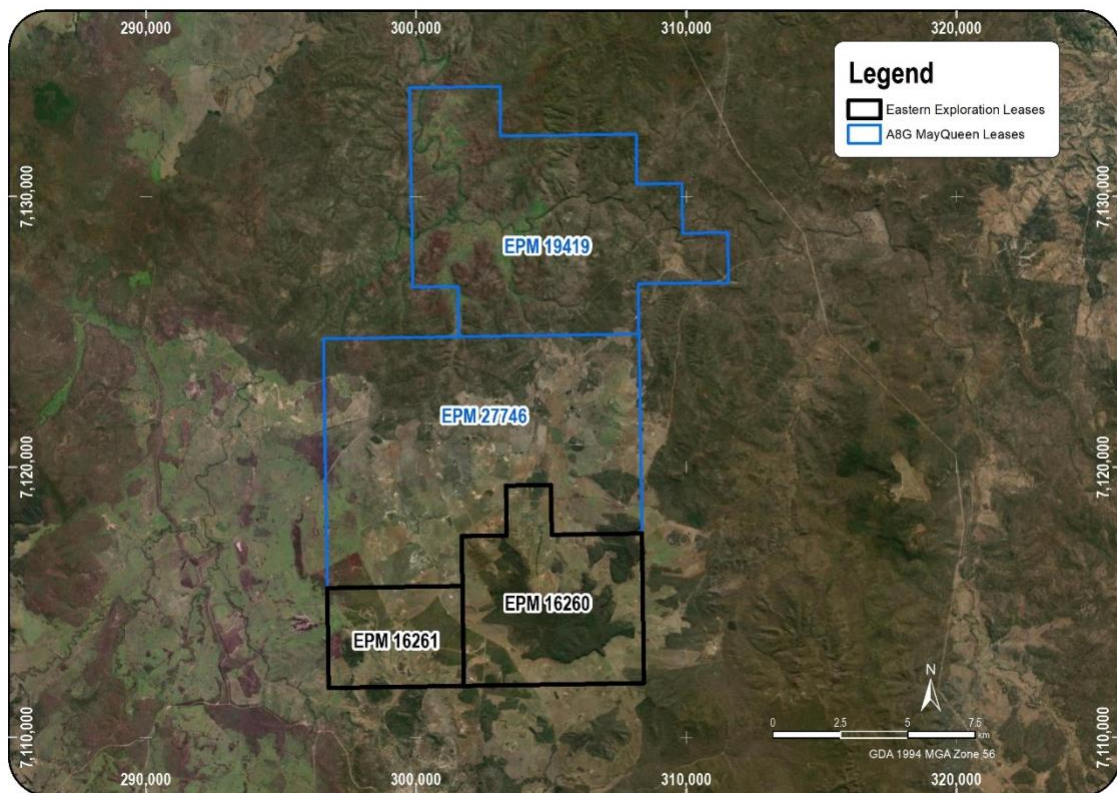 290,000
300,000
310,000
320,000
Legend
Eastern Exploration Leases
A8G MayQueen Leases
7,130,000
7,130,000
EPM 19419
EPM 27746
7,120,000
7,120,000
EPM 16260
EPM 16261
N
0 2.5 5 7.5
km
GDA 1994 MGA Zone 56
7,110,000
7,110,000
290,000
300,000
310,000
320,000